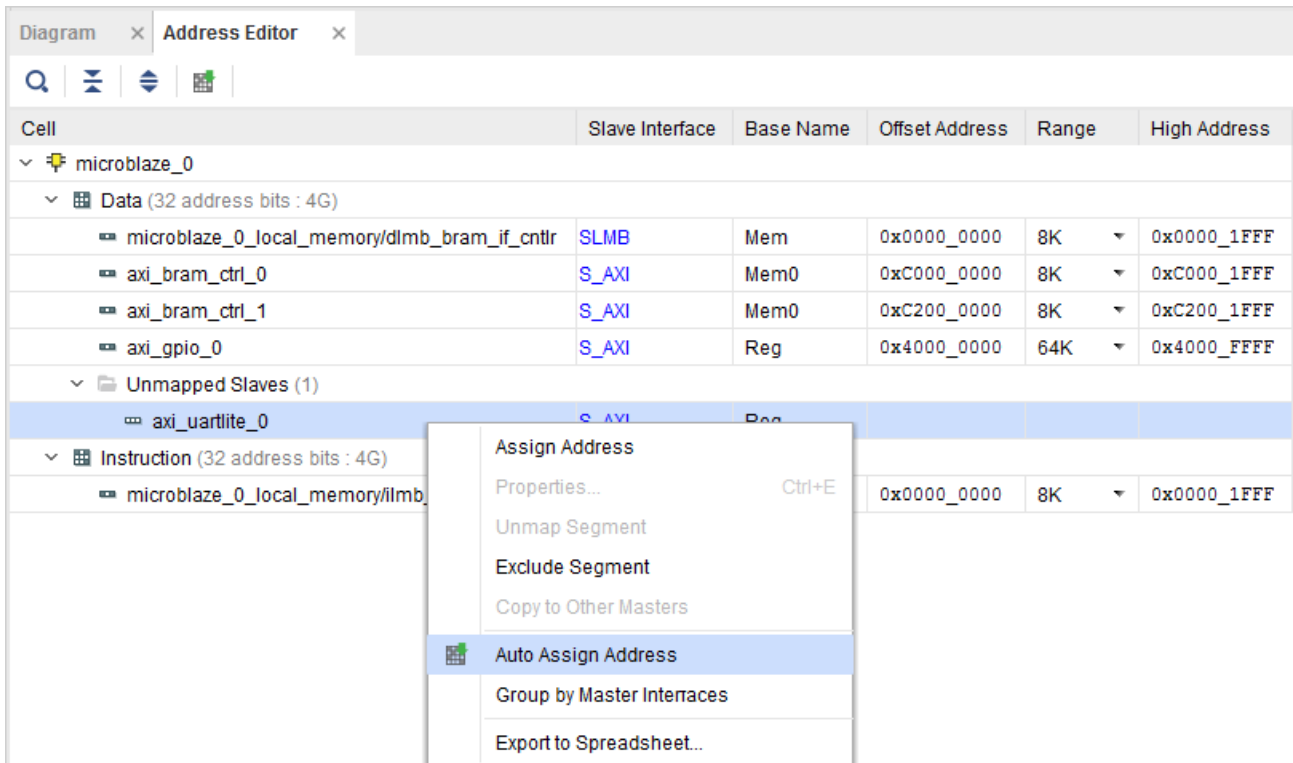 Diagram × Address Editor ×
Cell Slave Interface Base Name Offset Address Range High Address
microblaze_0
Data (32 address bits : 4G)
microblaze_0_local_memory/dlmb_bram_if_cntlr SLMB Mem 0x0000_0000 8K 0x0000_1FFF
axi_bram_ctrl_0 S_AXI Mem0 0xC000_0000 8K 0xC000_1FFF
axi_bram_ctrl_1 S_AXI Mem0 0xC200_0000 8K 0xC200_1FFF
axi_gpio_0 S_AXI Reg 0x4000_0000 64K 0x4000_FFFF
Unmapped Slaves (1)
axi_uartlite_0 S_AXI Reg
Assign Address
Instruction (32 address bits : 4G)
Properties... Ctrl+E
microblaze_0_local_memory/ilmb_ 0x0000_0000 8K 0x0000_1FFF
Unmap Segment
Exclude Segment
Copy to Other Masters
Auto Assign Address
Group by Master Interfaces
Export to Spreadsheet...